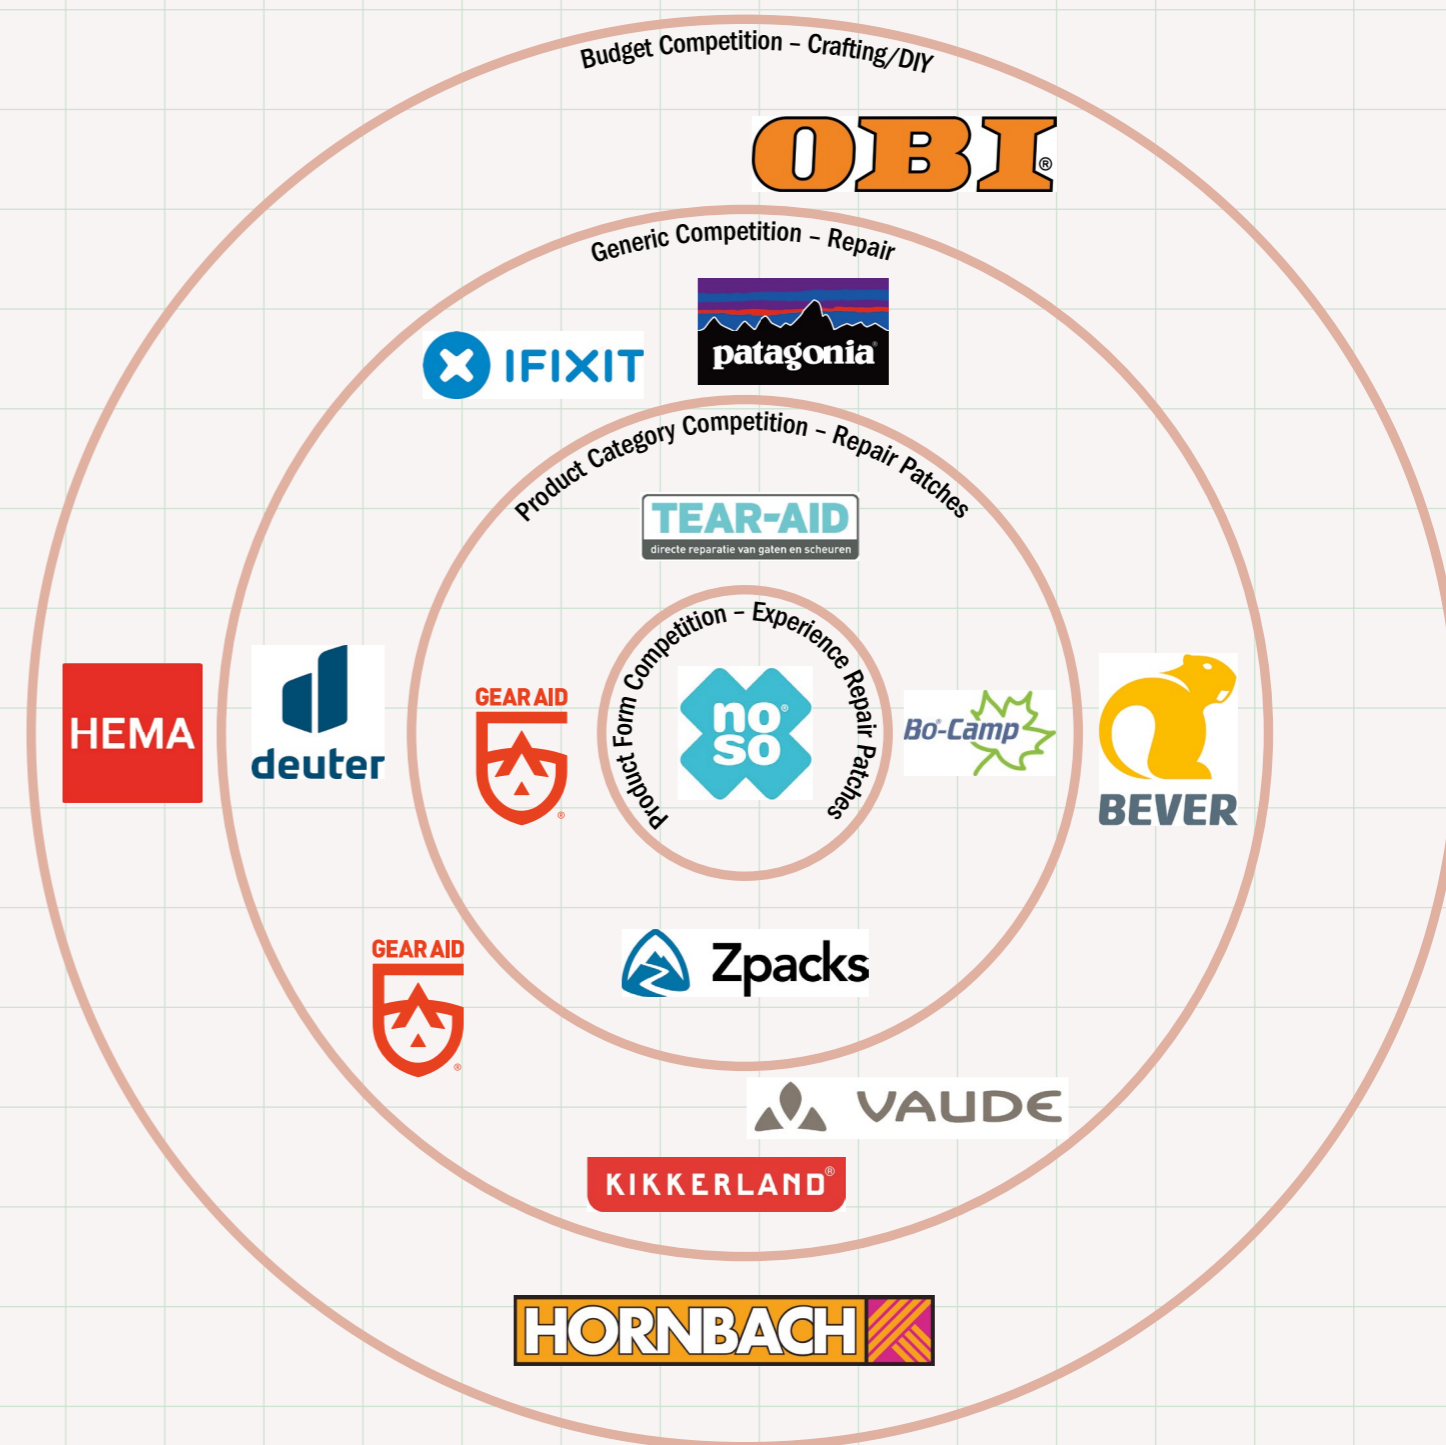 Budget Competition – Crafting/DIY
OBI®
Generic Competition – Repair
patagonia®
IFIXIT
Product Category Competition – Repair Patches
TEAR-AID
directe reparatie van gaten en scheuren
Product Form Competition – Experience Repair Patches
HEMA
deuter
GEAR AID
®
no®
so
Bo-Camp
BEVER
GEAR AID
®
Zpacks
VAUDE
KIKKERLAND®
HORNBACH